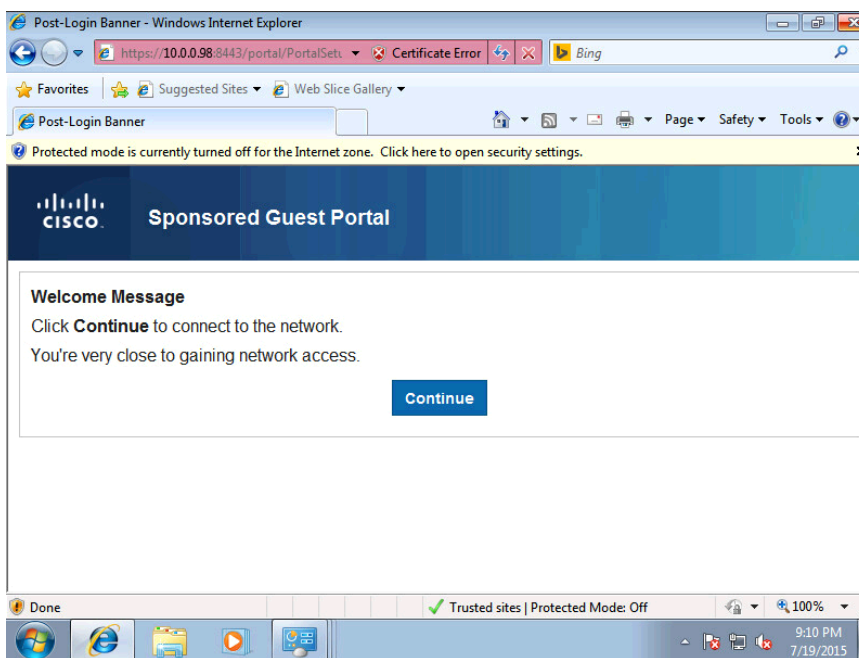 Post-Login Banner - Windows Internet Explorer
https://10.0.0.98:8443/portal/PortalSetu Certificate Error Bing
Favorites Suggested Sites Web Slice Gallery
Post-Login Banner Page Safety Tools
Protected mode is currently turned off for the Internet zone. Click here to open security settings.
CISCO. Sponsored Guest Portal
Welcome Message
Click Continue to connect to the network.
You're very close to gaining network access.
Continue
Done Trusted sites | Protected Mode: Off 100%
9:10 PM
7/19/2015